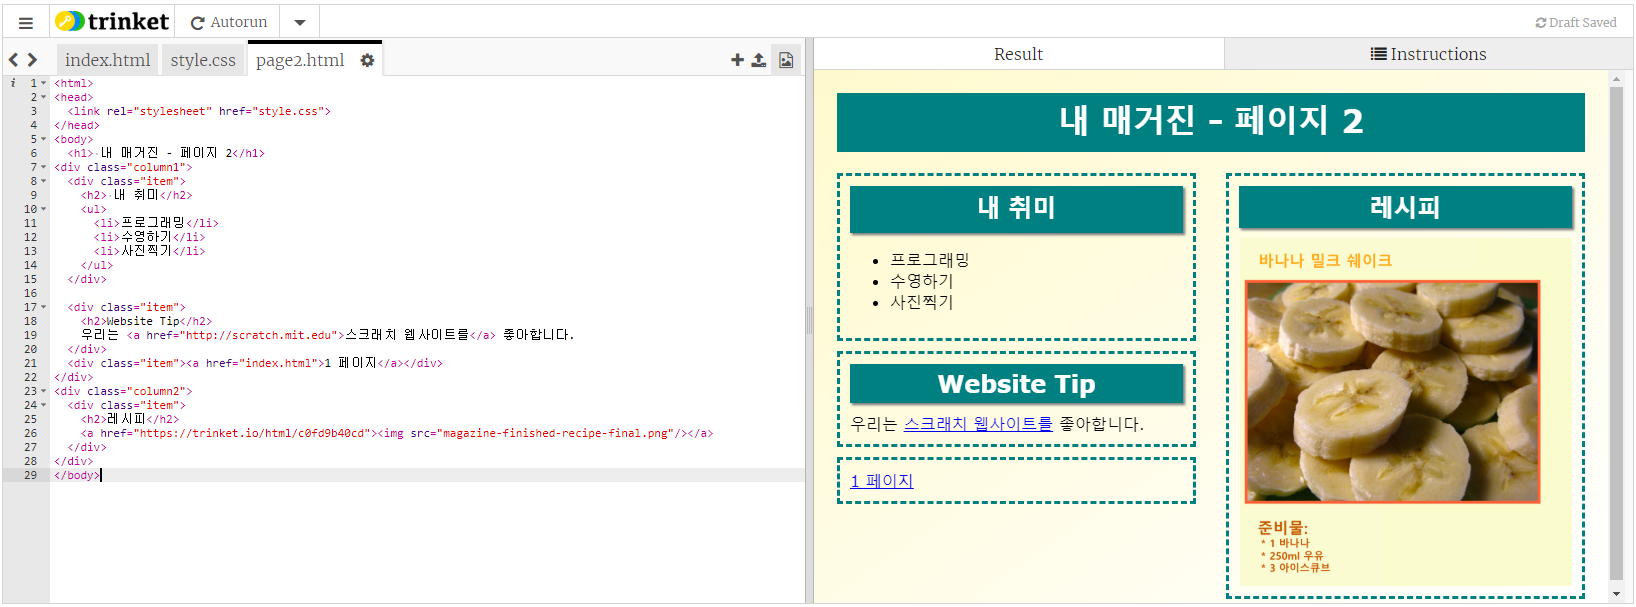 trinket
Autorun
Draft Saved
index.html
style.css
page2.html
Result
Instructions
i
1 <html>
2 <head>
3 <link rel="stylesheet" href="style.css">
4 </head>
5 <body>
6 <h1> 내 매거진 - 페이지 2</h1>
7 <div class="column1">
8 <div class="item">
9 <h2> 내 취미</h2>
10 <ul>
11 <li>프로그래밍</li>
12 <li>수영하기</li>
13 <li>사진찍기</li>
14 </ul>
15 </div>
16
17 <div class="item">
18 <h2>Website Tip</h2>
19 우리는 <a href="http://scratch.mit.edu">스크래치 웹사이트를</a> 좋아합니다.
20 </div>
21 <div class="item"><a href="index.html">1 페이지</a></div>
22 </div>
23 <div class="column2">
24 <div class="item">
25 <h2>레시피</h2>
26 <a href="https://trinket.io/html/c0fd9b40cd"><img src="magazine-finished-recipe-final.png"/></a>
27 </div>
28 </div>
29 </body>
내 매거진 - 페이지 2
내 취미
• 프로그래밍
• 수영하기
• 사진찍기
Website Tip
우리는 스크래치 웹사이트를 좋아합니다.
1 페이지
레시피
바나나 밀크 쉐이크
준비물:
* 1 바나나
* 250ml 우유
* 3 아이스큐브